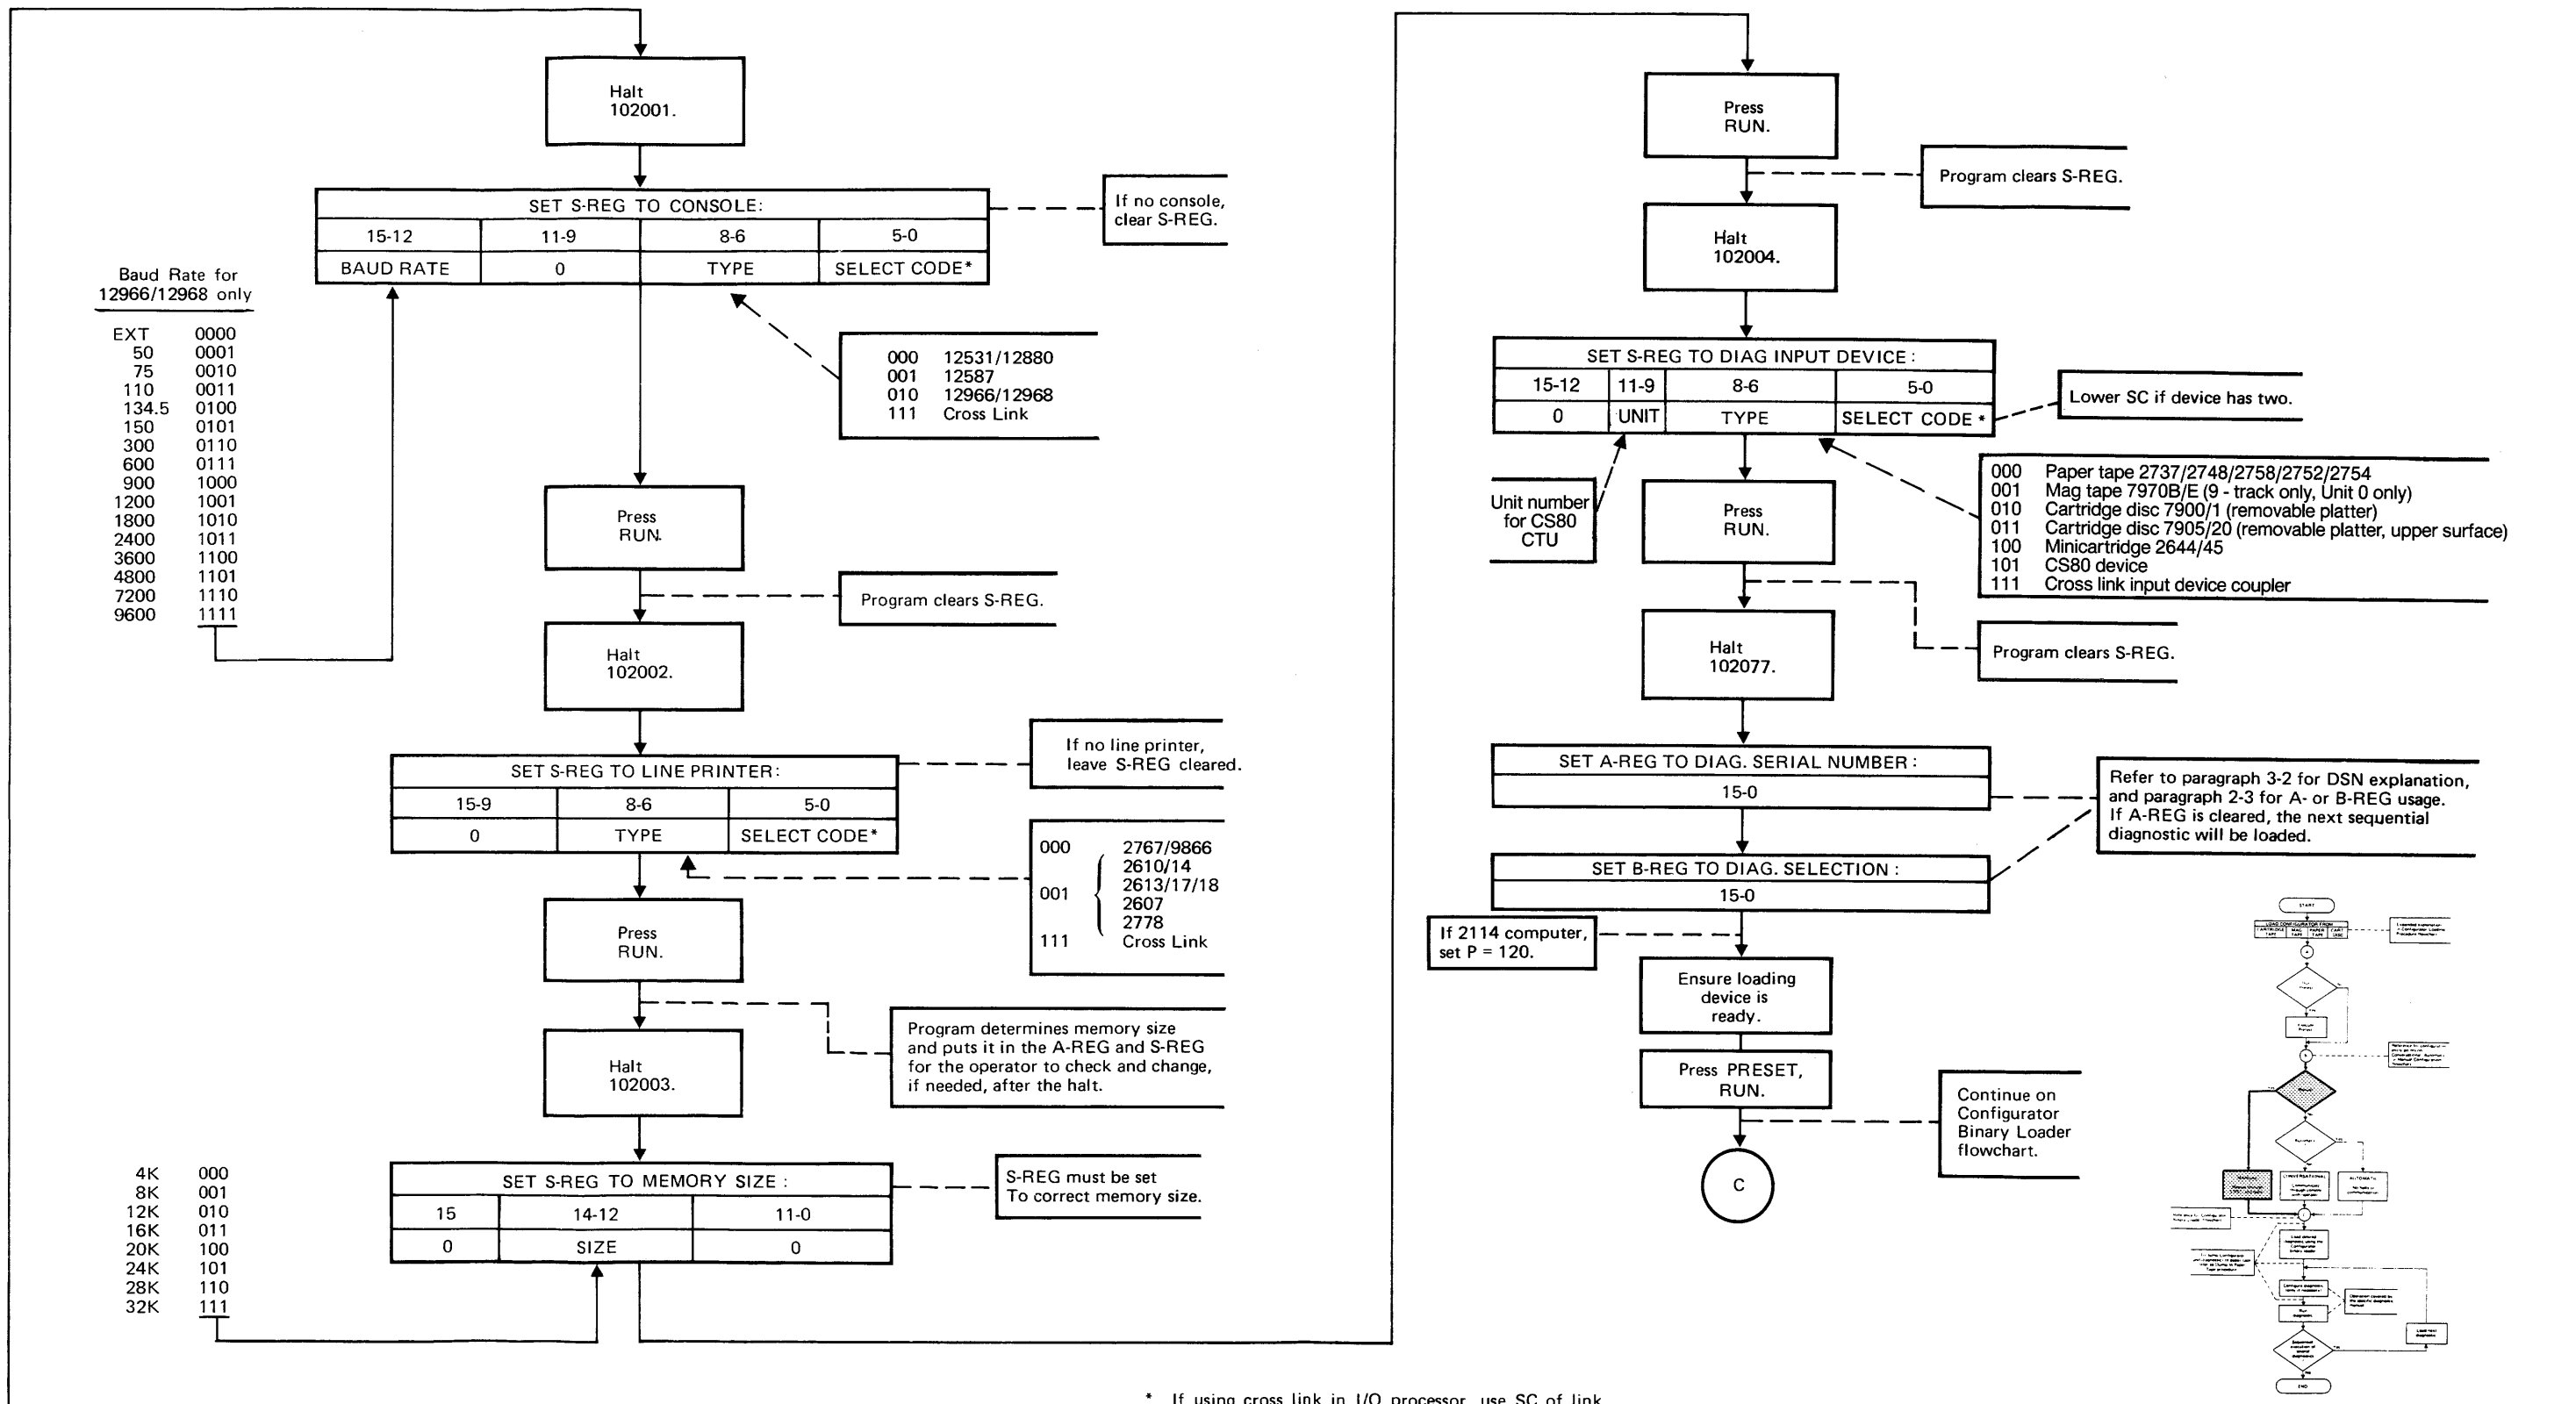 Halt
102001.
SET S-REG TO CONSOLE:
15-12 11-9 8-6 5-0
BAUD RATE 0 TYPE SELECT CODE*
If no console,
clear S-REG.
Baud Rate for
12966/12968 only
EXT 0000
50 0001
75 0010
110 0011
134.5 0100
150 0101
300 0110
600 0111
900 1000
1200 1001
1800 1010
2400 1011
3600 1100
4800 1101
7200 1110
9600 1111
000 12531/12880
001 12587
010 12966/12968
111 Cross Link
Press
RUN.
Program clears S-REG.
Halt
102002.
If no line printer,
leave S-REG cleared.
SET S-REG TO LINE PRINTER:
15-9 8-6 5-0
0 TYPE SELECT CODE*
000 2767/9866
2610/14
001 2613/17/18
2607
2778
111 Cross Link
Press
RUN.
Program determines memory size
and puts it in the A-REG and S-REG
for the operator to check and change,
if needed, after the halt.
Halt
102003.
SET S-REG TO MEMORY SIZE :
15 14-12 11-0
0 SIZE 0
S-REG must be set
To correct memory size.
4K 000
8K 001
12K 010
16K 011
20K 100
24K 101
28K 110
32K 111
Press
RUN.
Program clears S-REG.
Halt
102004.
SET S-REG TO DIAG INPUT DEVICE :
15-12 11-9 8-6 5-0
0 UNIT TYPE SELECT CODE *
Lower SC if device has two.
Unit number
for CS80
CTU
000 Paper tape 2737/2748/2758/2752/2754
001 Mag tape 7970B/E (9 - track only, Unit 0 only)
010 Cartridge disc 7900/1 (removable platter)
011 Cartridge disc 7905/20 (removable platter, upper surface)
100 Minicartridge 2644/45
101 CS80 device
111 Cross link input device coupler
Press
RUN.
Program clears S-REG.
Halt
102077.
SET A-REG TO DIAG. SERIAL NUMBER :
15-0
Refer to paragraph 3-2 for DSN explanation,
and paragraph 2-3 for A- or B-REG usage.
If A-REG is cleared, the next sequential
diagnostic will be loaded.
SET B-REG TO DIAG. SELECTION :
15-0
If 2114 computer,
set P = 120.
Ensure loading
device is
ready.
Press PRESET,
RUN.
Continue on
Configurator
Binary Loader
flowchart.
C
START
LOAD CONFIGURATOR FROM
CARTRIDGE TAPE MAG TAPE PAPER TAPE CART DISC
CONVERSATIONAL
AUTOMATIC
END
* If using cross link in I/O processor, use SC of link